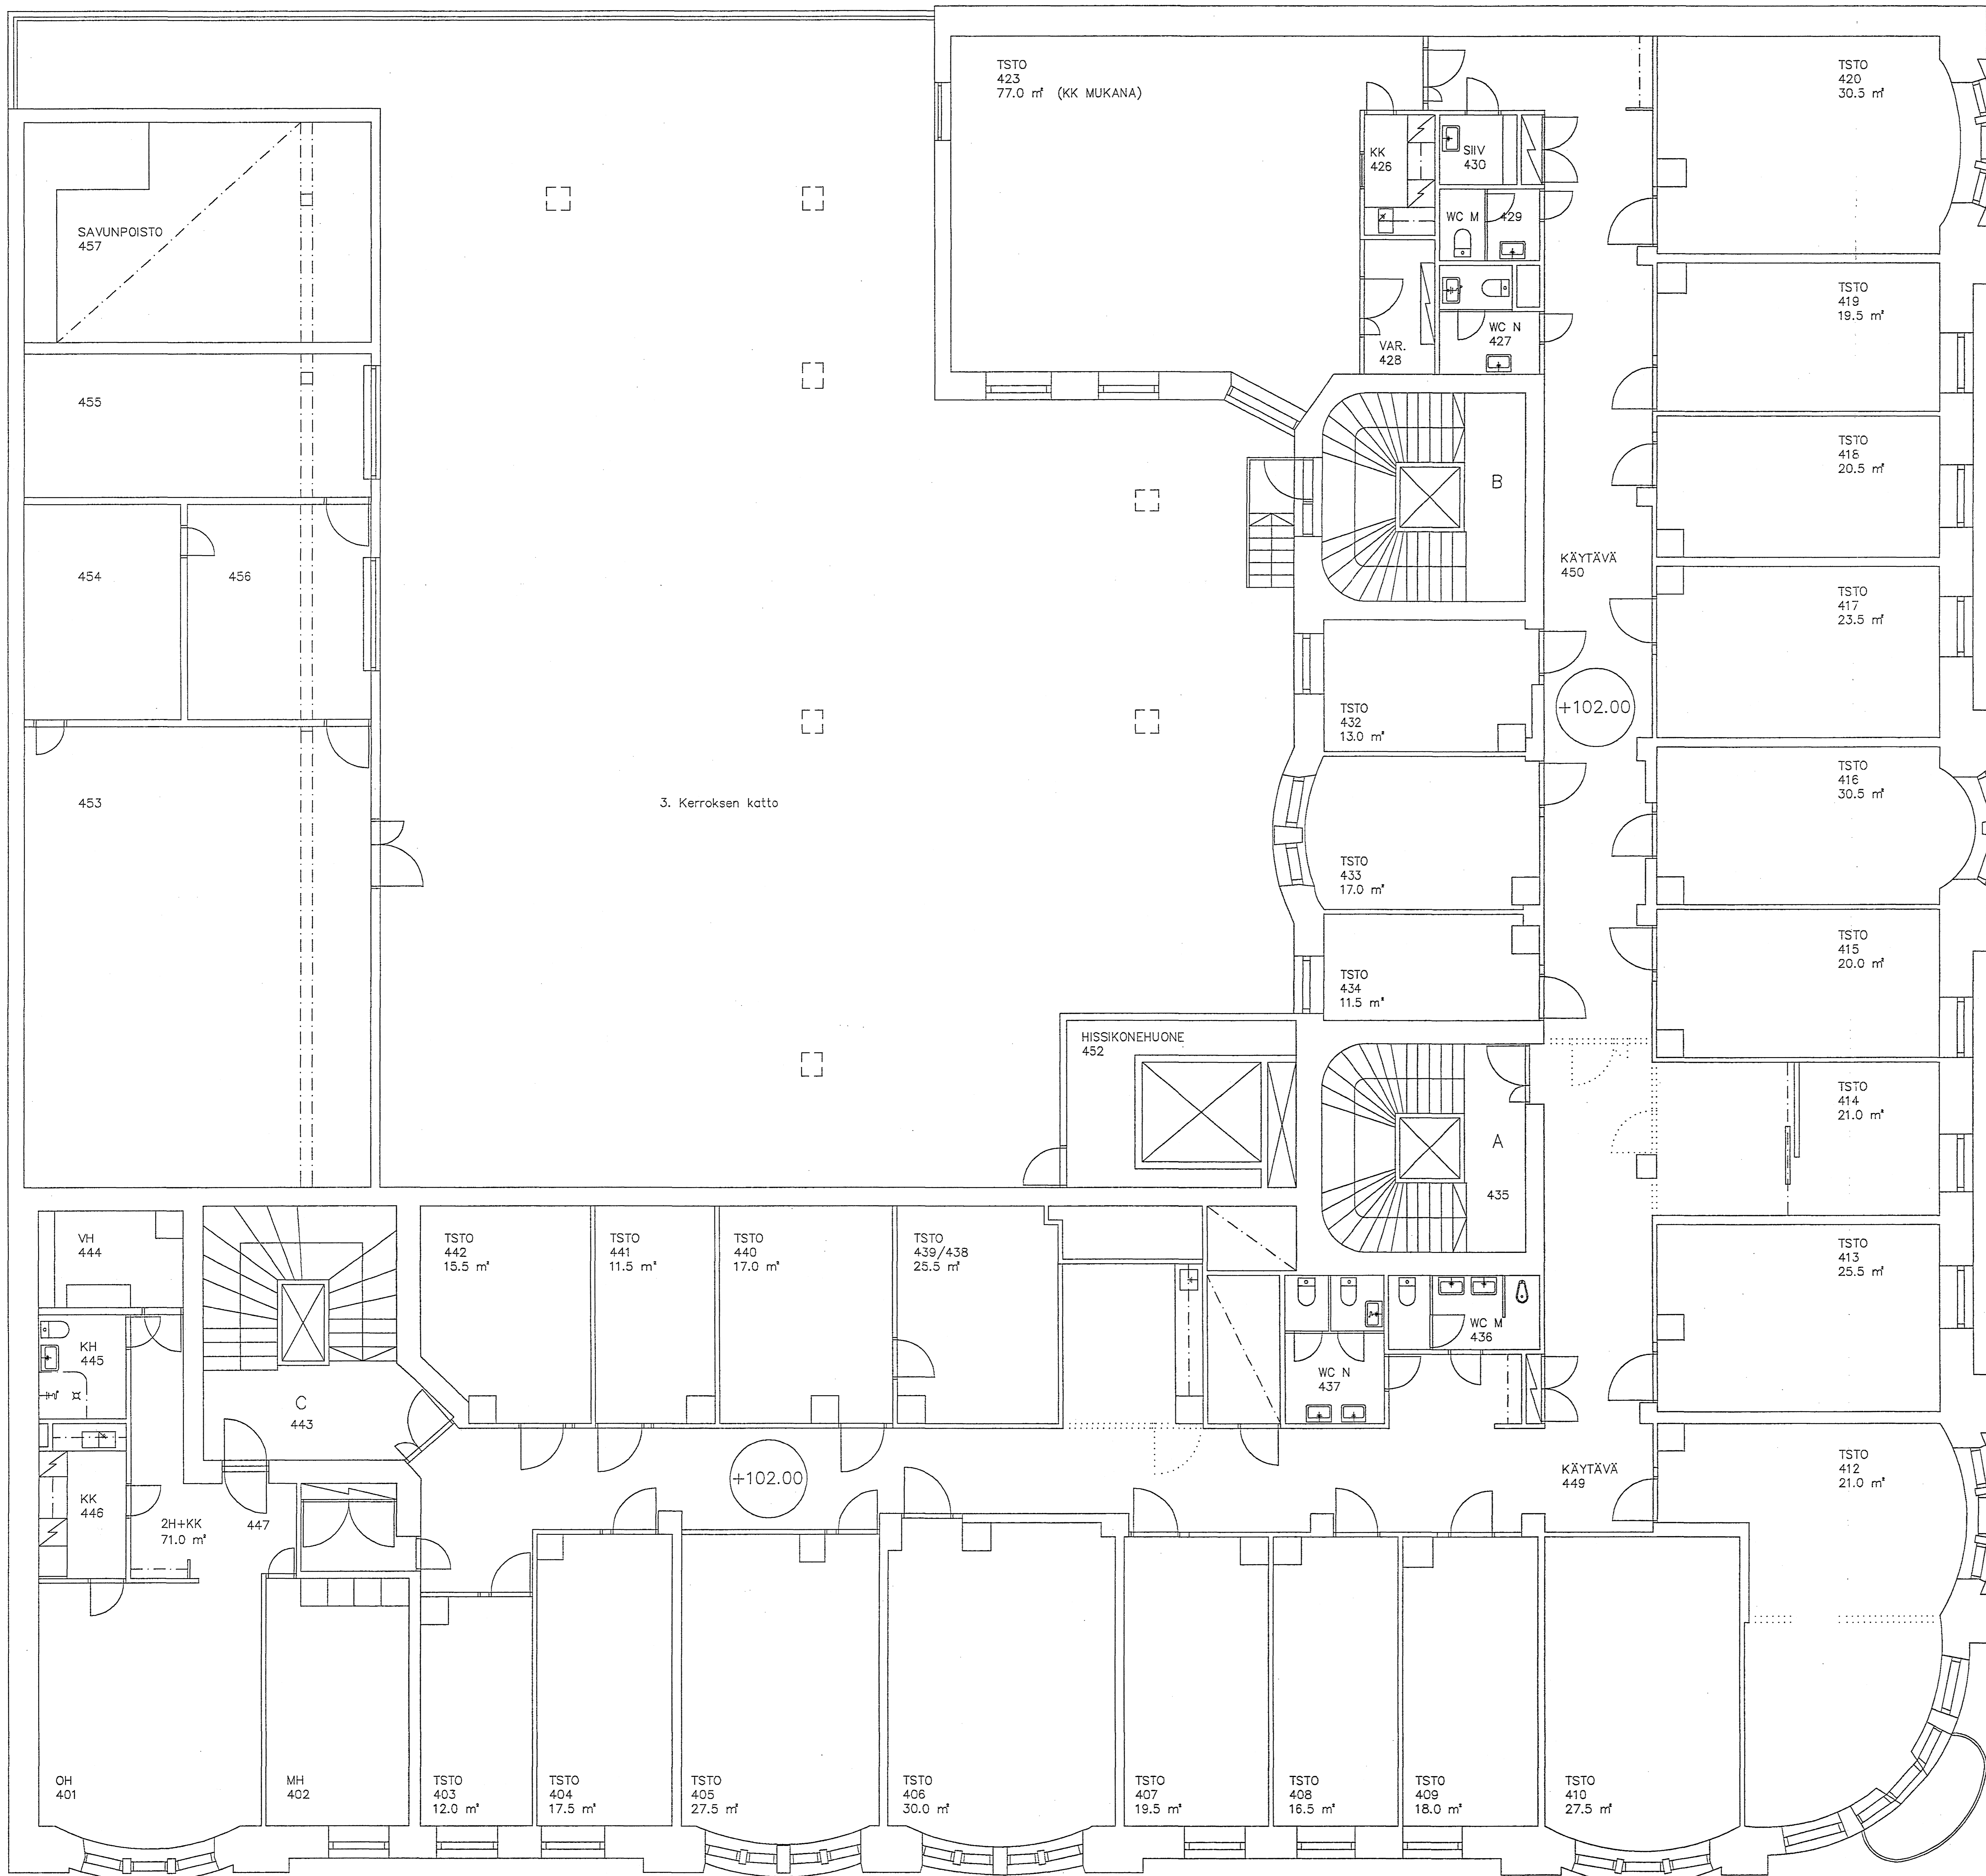 TSTO
423
77.0 m² (KK MUKANA)
TSTO
420
30.5 m²
KK
426
SIIV
430
WC M
429
SAVUNPOISTO
457
TSTO
419
19.5 m²
WC N
427
VAR.
428
455
TSTO
418
20.5 m²
B
KÄYTÄVÄ
450
454
456
TSTO
417
23.5 m²
+102.00
TSTO
432
13.0 m²
TSTO
416
30.5 m²
453
3. Kerroksen katto
TSTO
433
17.0 m²
TSTO
415
20.0 m²
TSTO
434
11.5 m²
HISSIKONEHUONE
452
TSTO
414
21.0 m²
A
435
VH
444
TSTO
442
15.5 m²
TSTO
441
11.5 m²
TSTO
440
17.0 m²
TSTO
439/438
25.5 m²
TSTO
413
25.5 m²
KH
445
WC M
436
WC N
437
C
443
+102.00
KÄYTÄVÄ
449
TSTO
412
21.0 m²
KK
446
2H+KK
71.0 m²
447
OH
401
MH
402
TSTO
403
12.0 m²
TSTO
404
17.5 m²
TSTO
405
27.5 m²
TSTO
406
30.0 m²
TSTO
407
19.5 m²
TSTO
408
16.5 m²
TSTO
409
18.0 m²
TSTO
410
27.5 m²